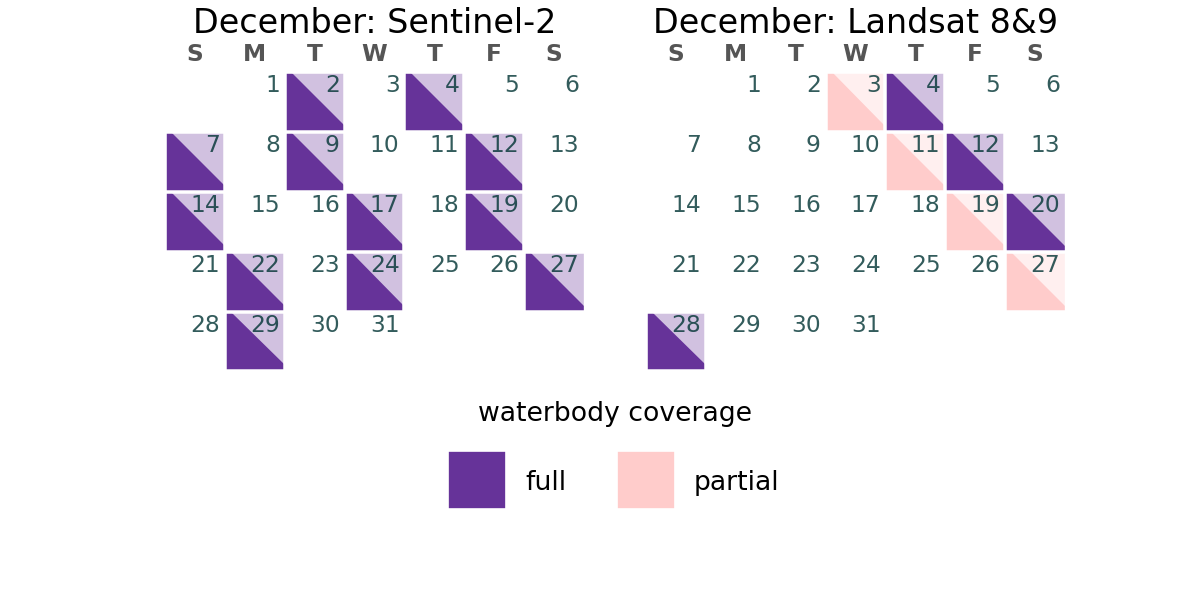 December: Sentinel-2
S M T W T F S
1 2 3 4 5 6
7 8 9 10 11 12 13
14 15 16 17 18 19 20
21 22 23 24 25 26 27
28 29 30 31
December: Landsat 8&9
S M T W T F S
1 2 3 4 5 6
7 8 9 10 11 12 13
14 15 16 17 18 19 20
21 22 23 24 25 26 27
28 29 30 31
waterbody coverage
full partial